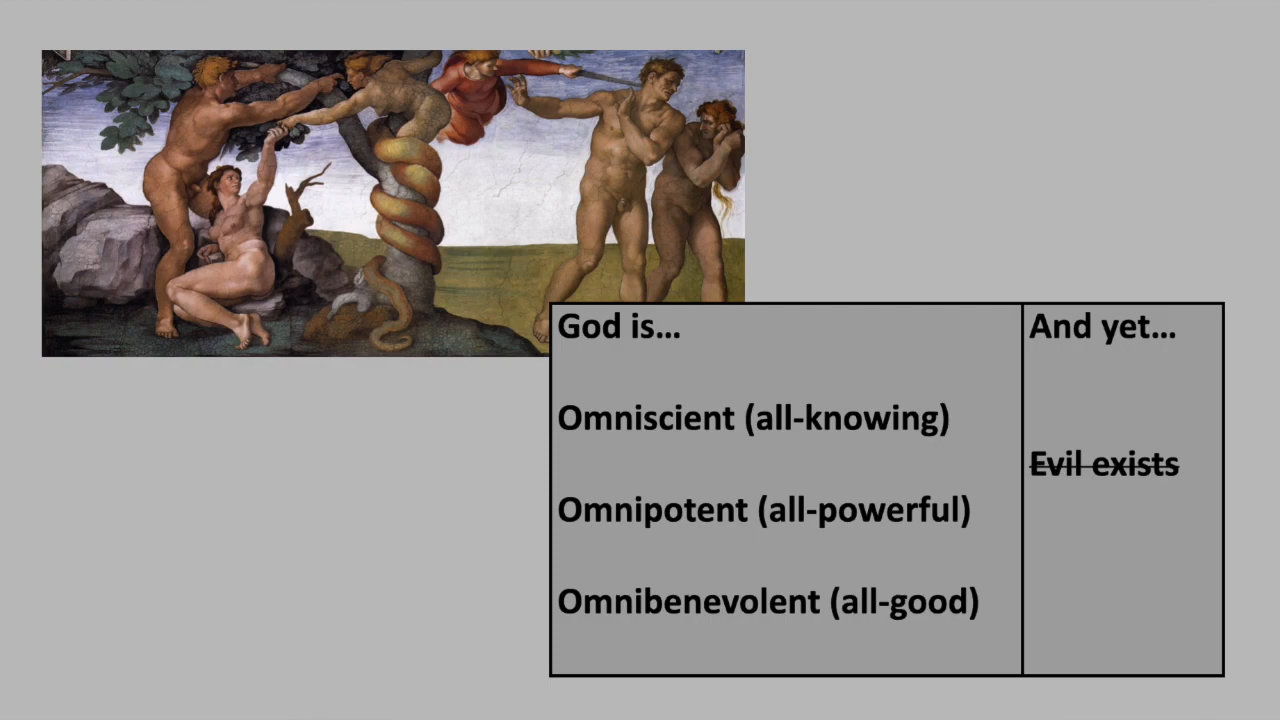 God is...
And yet...
Omniscient (all-knowing)
Evil exists
Omnipotent (all-powerful)
Omnibenevolent (all-good)